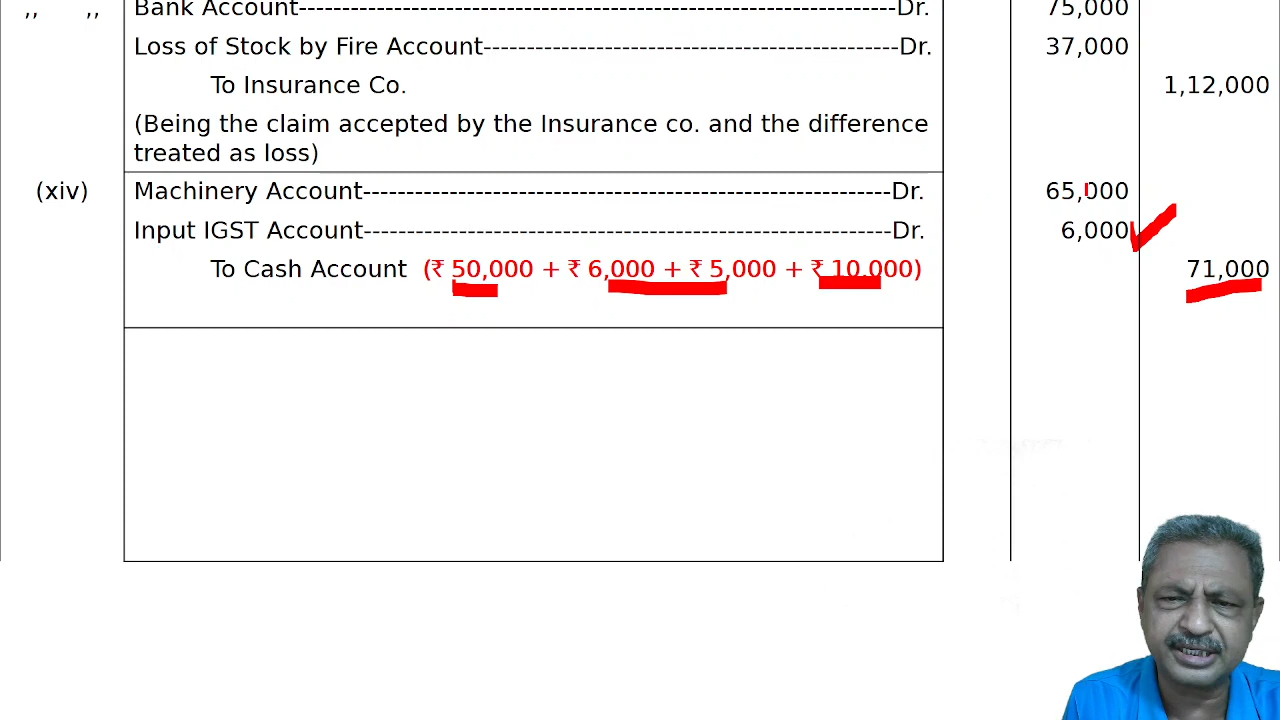 ,, ,, Bank Account------------------------------------------------------------------------Dr. 75,000
Loss of Stock by Fire Account--------------------------------------------------Dr. 37,000
To Insurance Co. 1,12,000
(Being the claim accepted by the Insurance co. and the difference
treated as loss)
(xiv) Machinery Account---------------------------------------------------------------Dr. 65,000
Input IGST Account---------------------------------------------------------------Dr. 6,000
To Cash Account (₹ 50,000 + ₹ 6,000 + ₹ 5,000 + ₹ 10,000) 71,000